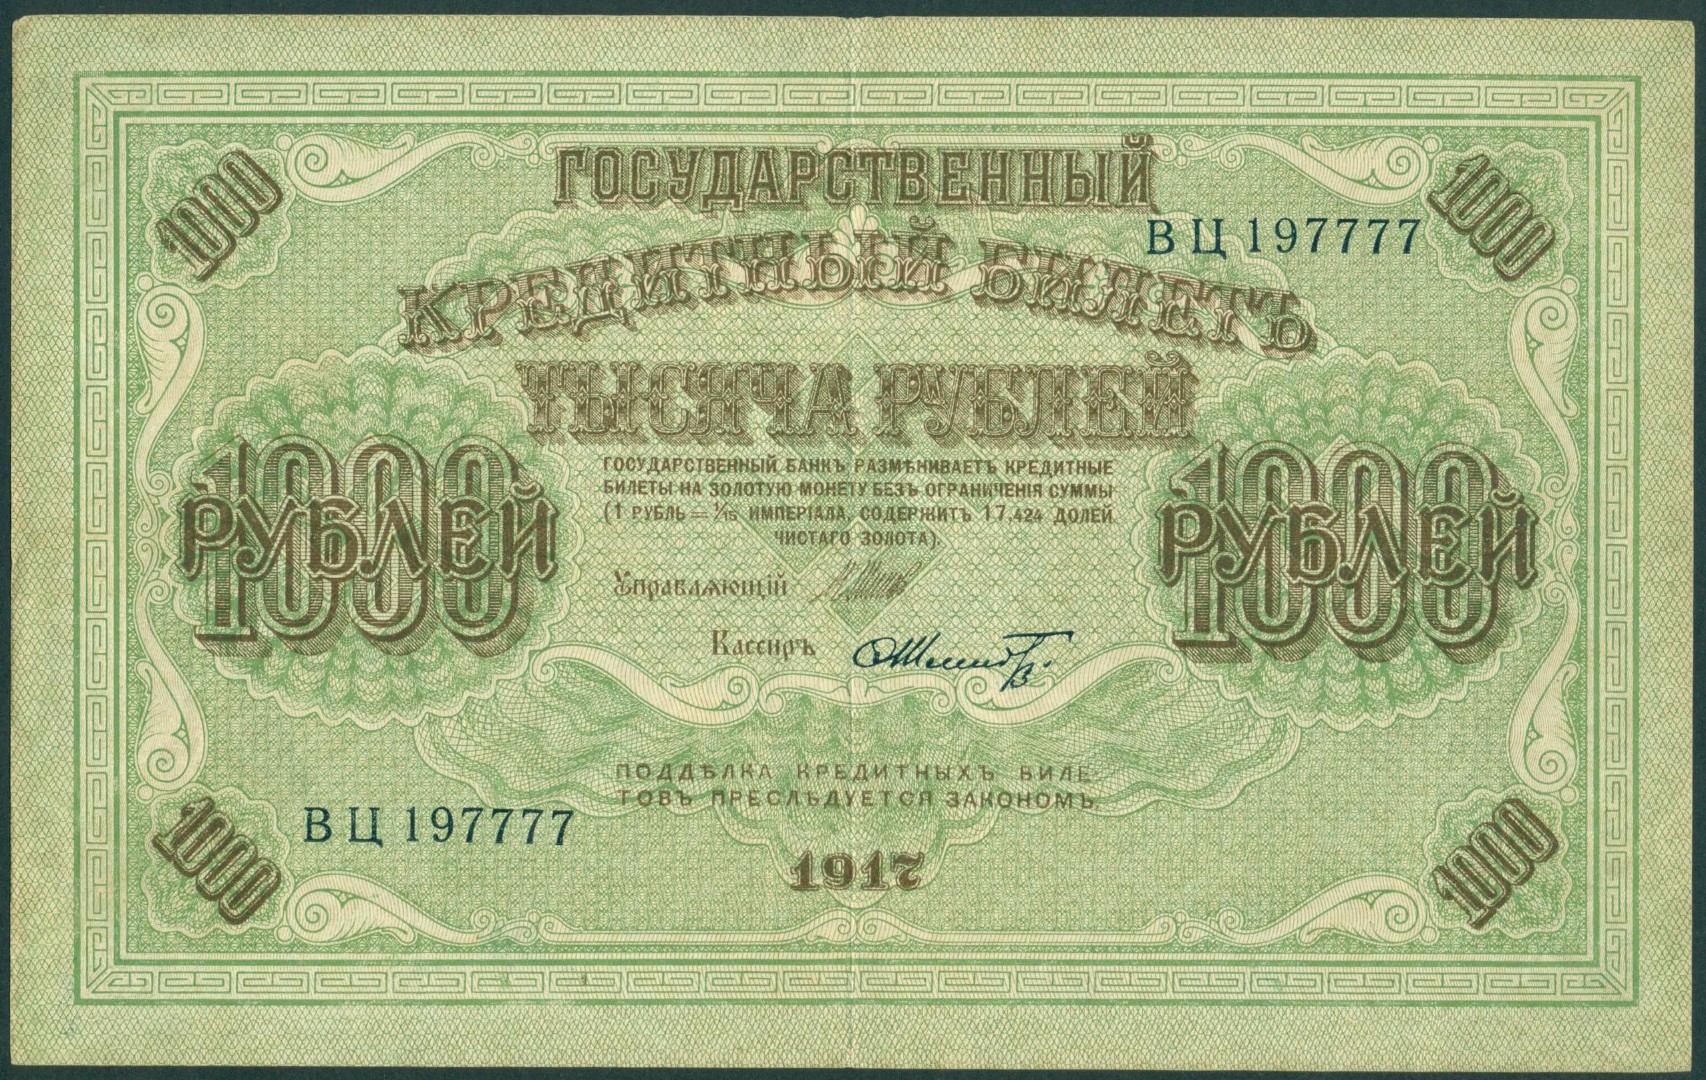 1000
ГОСУДАРСТВЕННЫЙ
1000
ВЦ 197777
КРЕДИТНЫЙ БИЛЕТЪ
ТЫСЯЧА РУБЛЕЙ
1000
РУБЛЕЙ
ГОСУДАРСТВЕННЫЙ БАНКЪ РАЗМѢНИВАЕТЪ КРЕДИТНЫЕ
БИЛЕТЫ НА ЗОЛОТУЮ МОНЕТУ БЕЗЪ ОГРАНИЧЕНІЯ СУММЫ
(1 РУБЛЬ = 1/15 ИМПЕРІАЛА, СОДЕРЖИТЪ 17,424 ДОЛЕЙ
ЧИСТАГО ЗОЛОТА).
1000
РУБЛЕЙ
Управляющій
Кассиръ
ПОДДѢЛКА КРЕДИТНЫХЪ БИЛЕ-
ТОВЪ ПРЕСЛѢДУЕТСЯ ЗАКОНОМЪ.
1000
ВЦ 197777
1917
1000